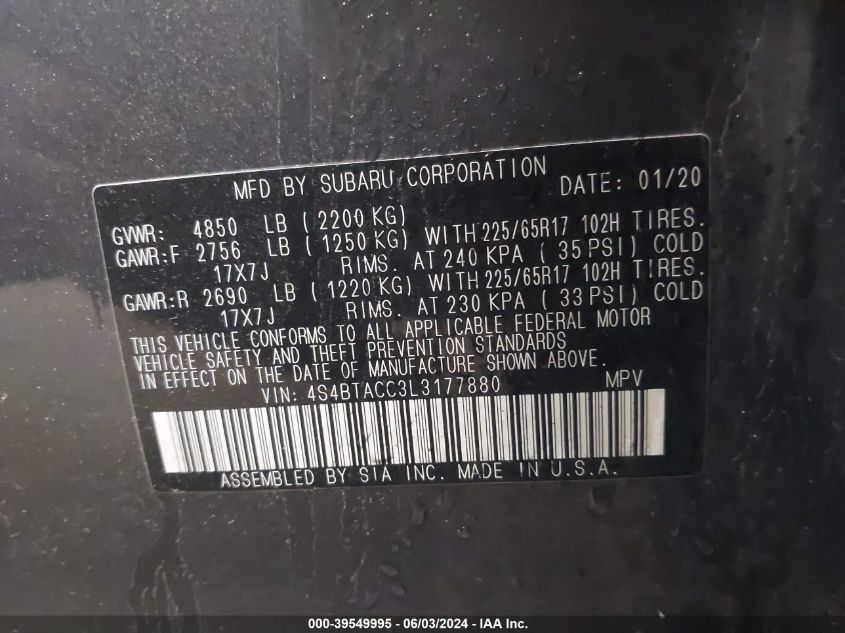 MFD BY SUBARU CORPORATION DATE: 01/20
GVWR: 4850 LB ( 2200 KG)
GAWR:F 2756 LB ( 1250 KG) WITH 225/65R17 102H TIRES.
17X7J RIMS. AT 240 KPA ( 35 PSI) COLD
GAWR:R 2690 LB ( 1220 KG) WITH 225/65R17 102H TIRES.
17X7J RIMS. AT 230 KPA ( 33 PSI) COLD
THIS VEHICLE CONFORMS TO ALL APPLICABLE FEDERAL MOTOR
VEHICLE SAFETY AND THEFT PREVENTION STANDARDS
IN EFFECT ON THE DATE OF MANUFACTURE SHOWN ABOVE.
VIN: 4S4BTACC3L3177880 MPV
ASSEMBLED BY SIA INC. MADE IN U.S.A.
000-39549995 - 06/03/2024 - IAA Inc.